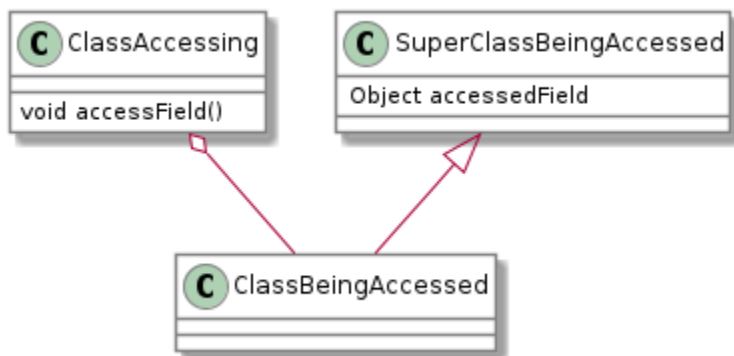 C ClassAccessing
void accessField()
C SuperClassBeingAccessed
Object accessedField
C ClassBeingAccessed